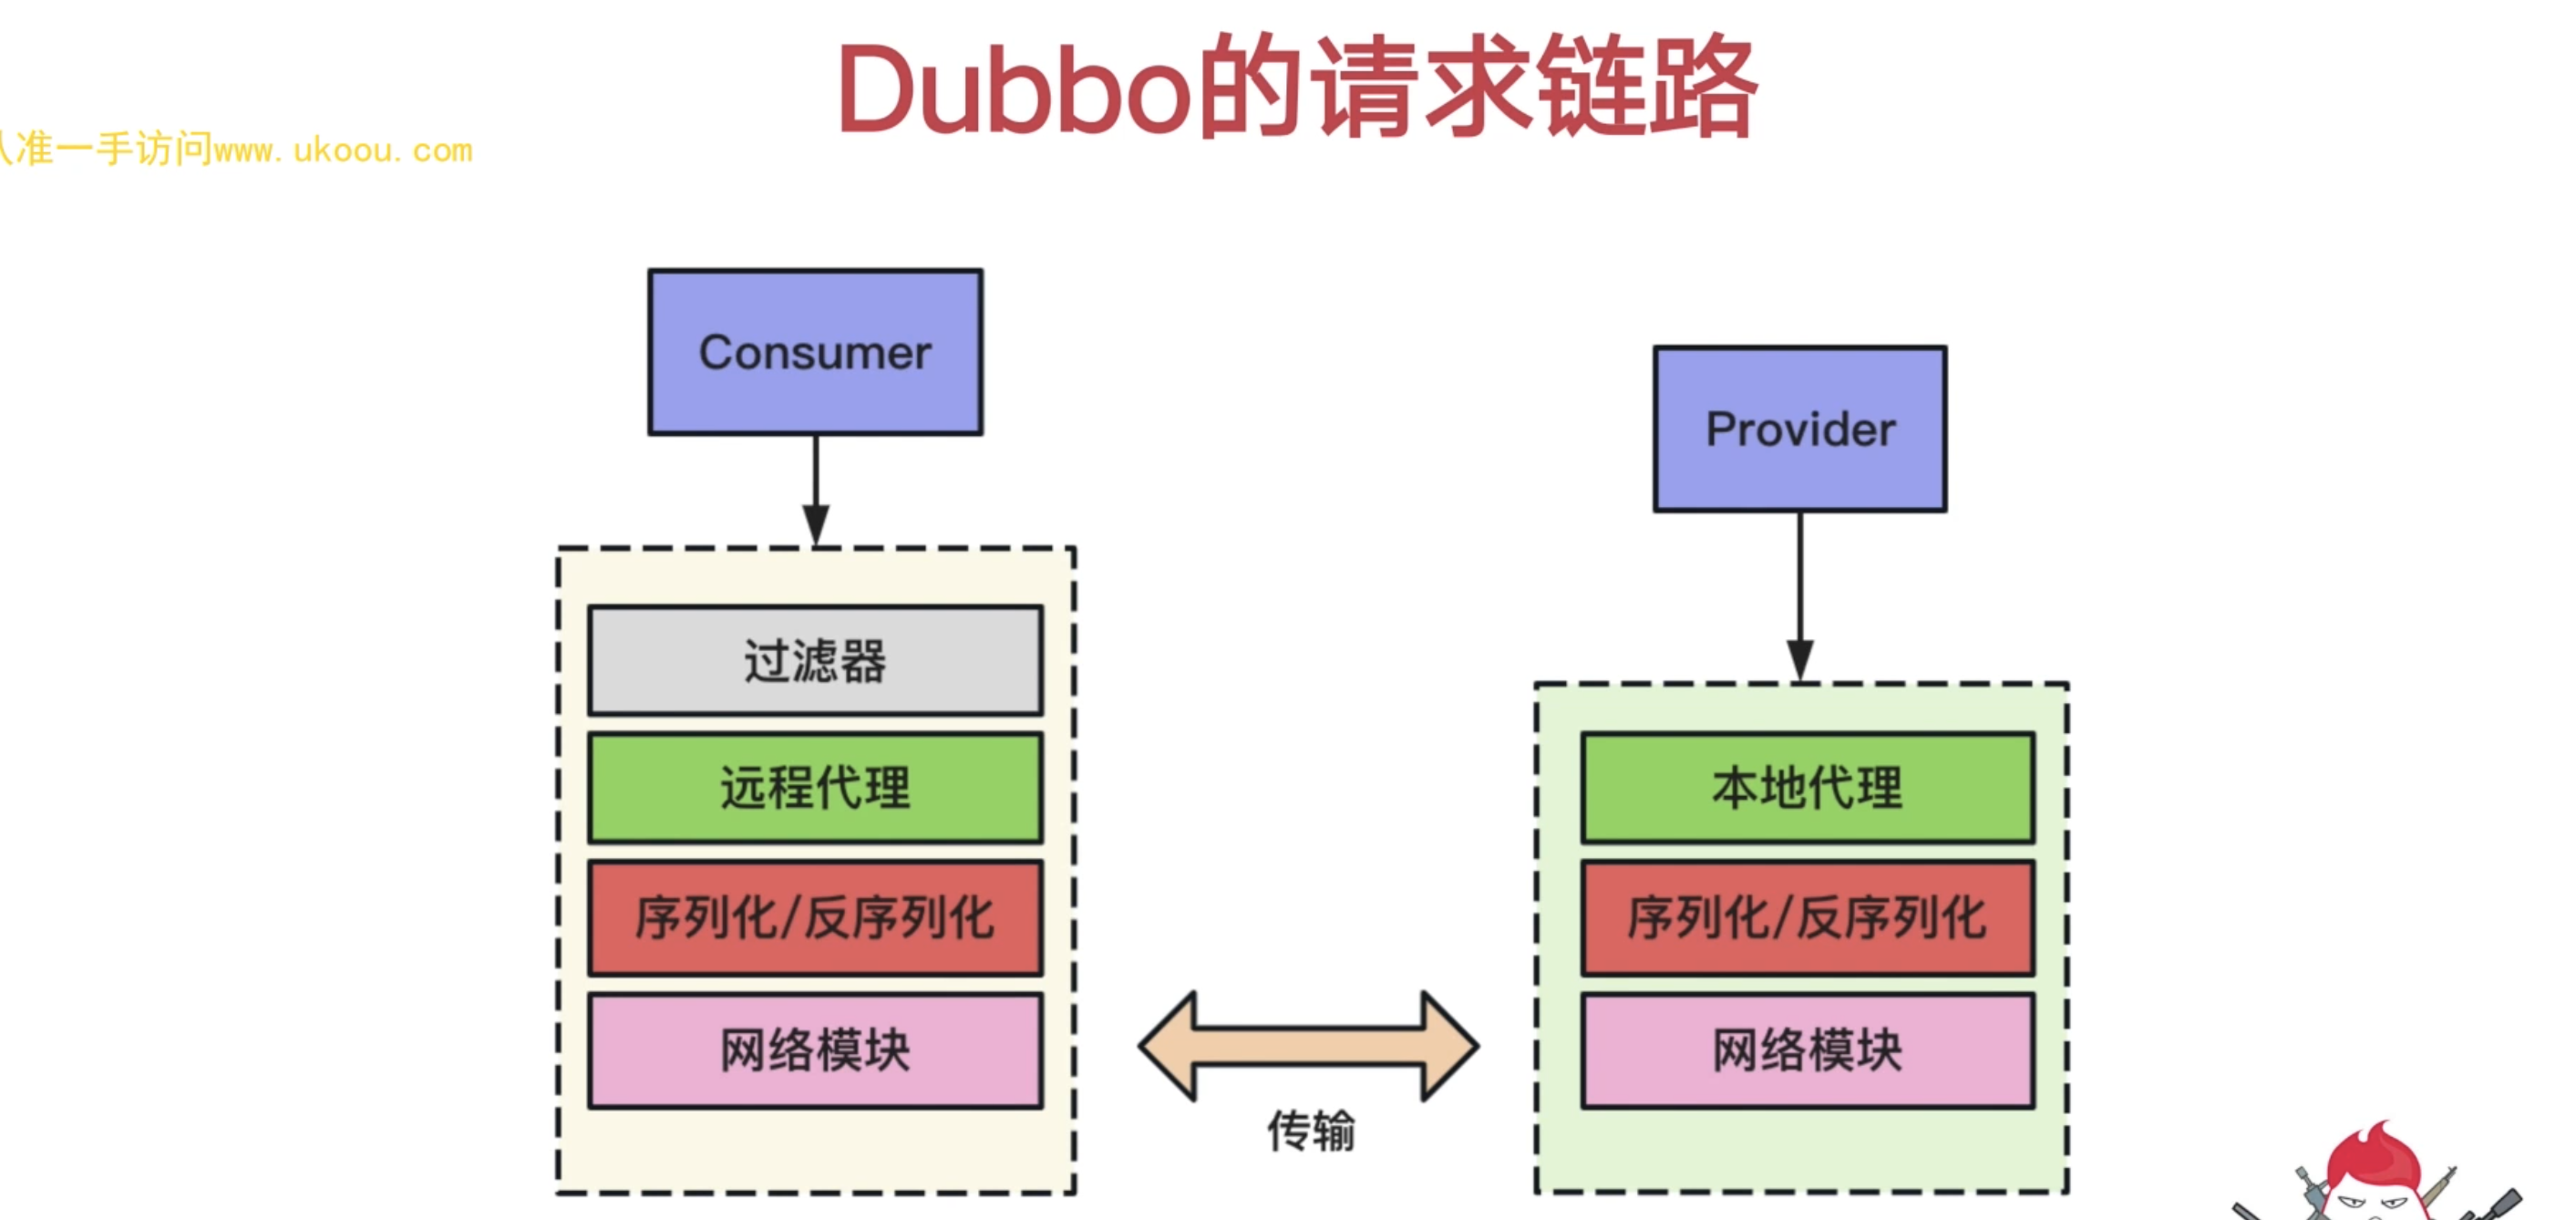 Dubbo的请求链路
准一手访问www.ukoou.com
Consumer
Provider
过滤器
远程代理
序列化/反序列化
网络模块
传输
本地代理
序列化/反序列化
网络模块